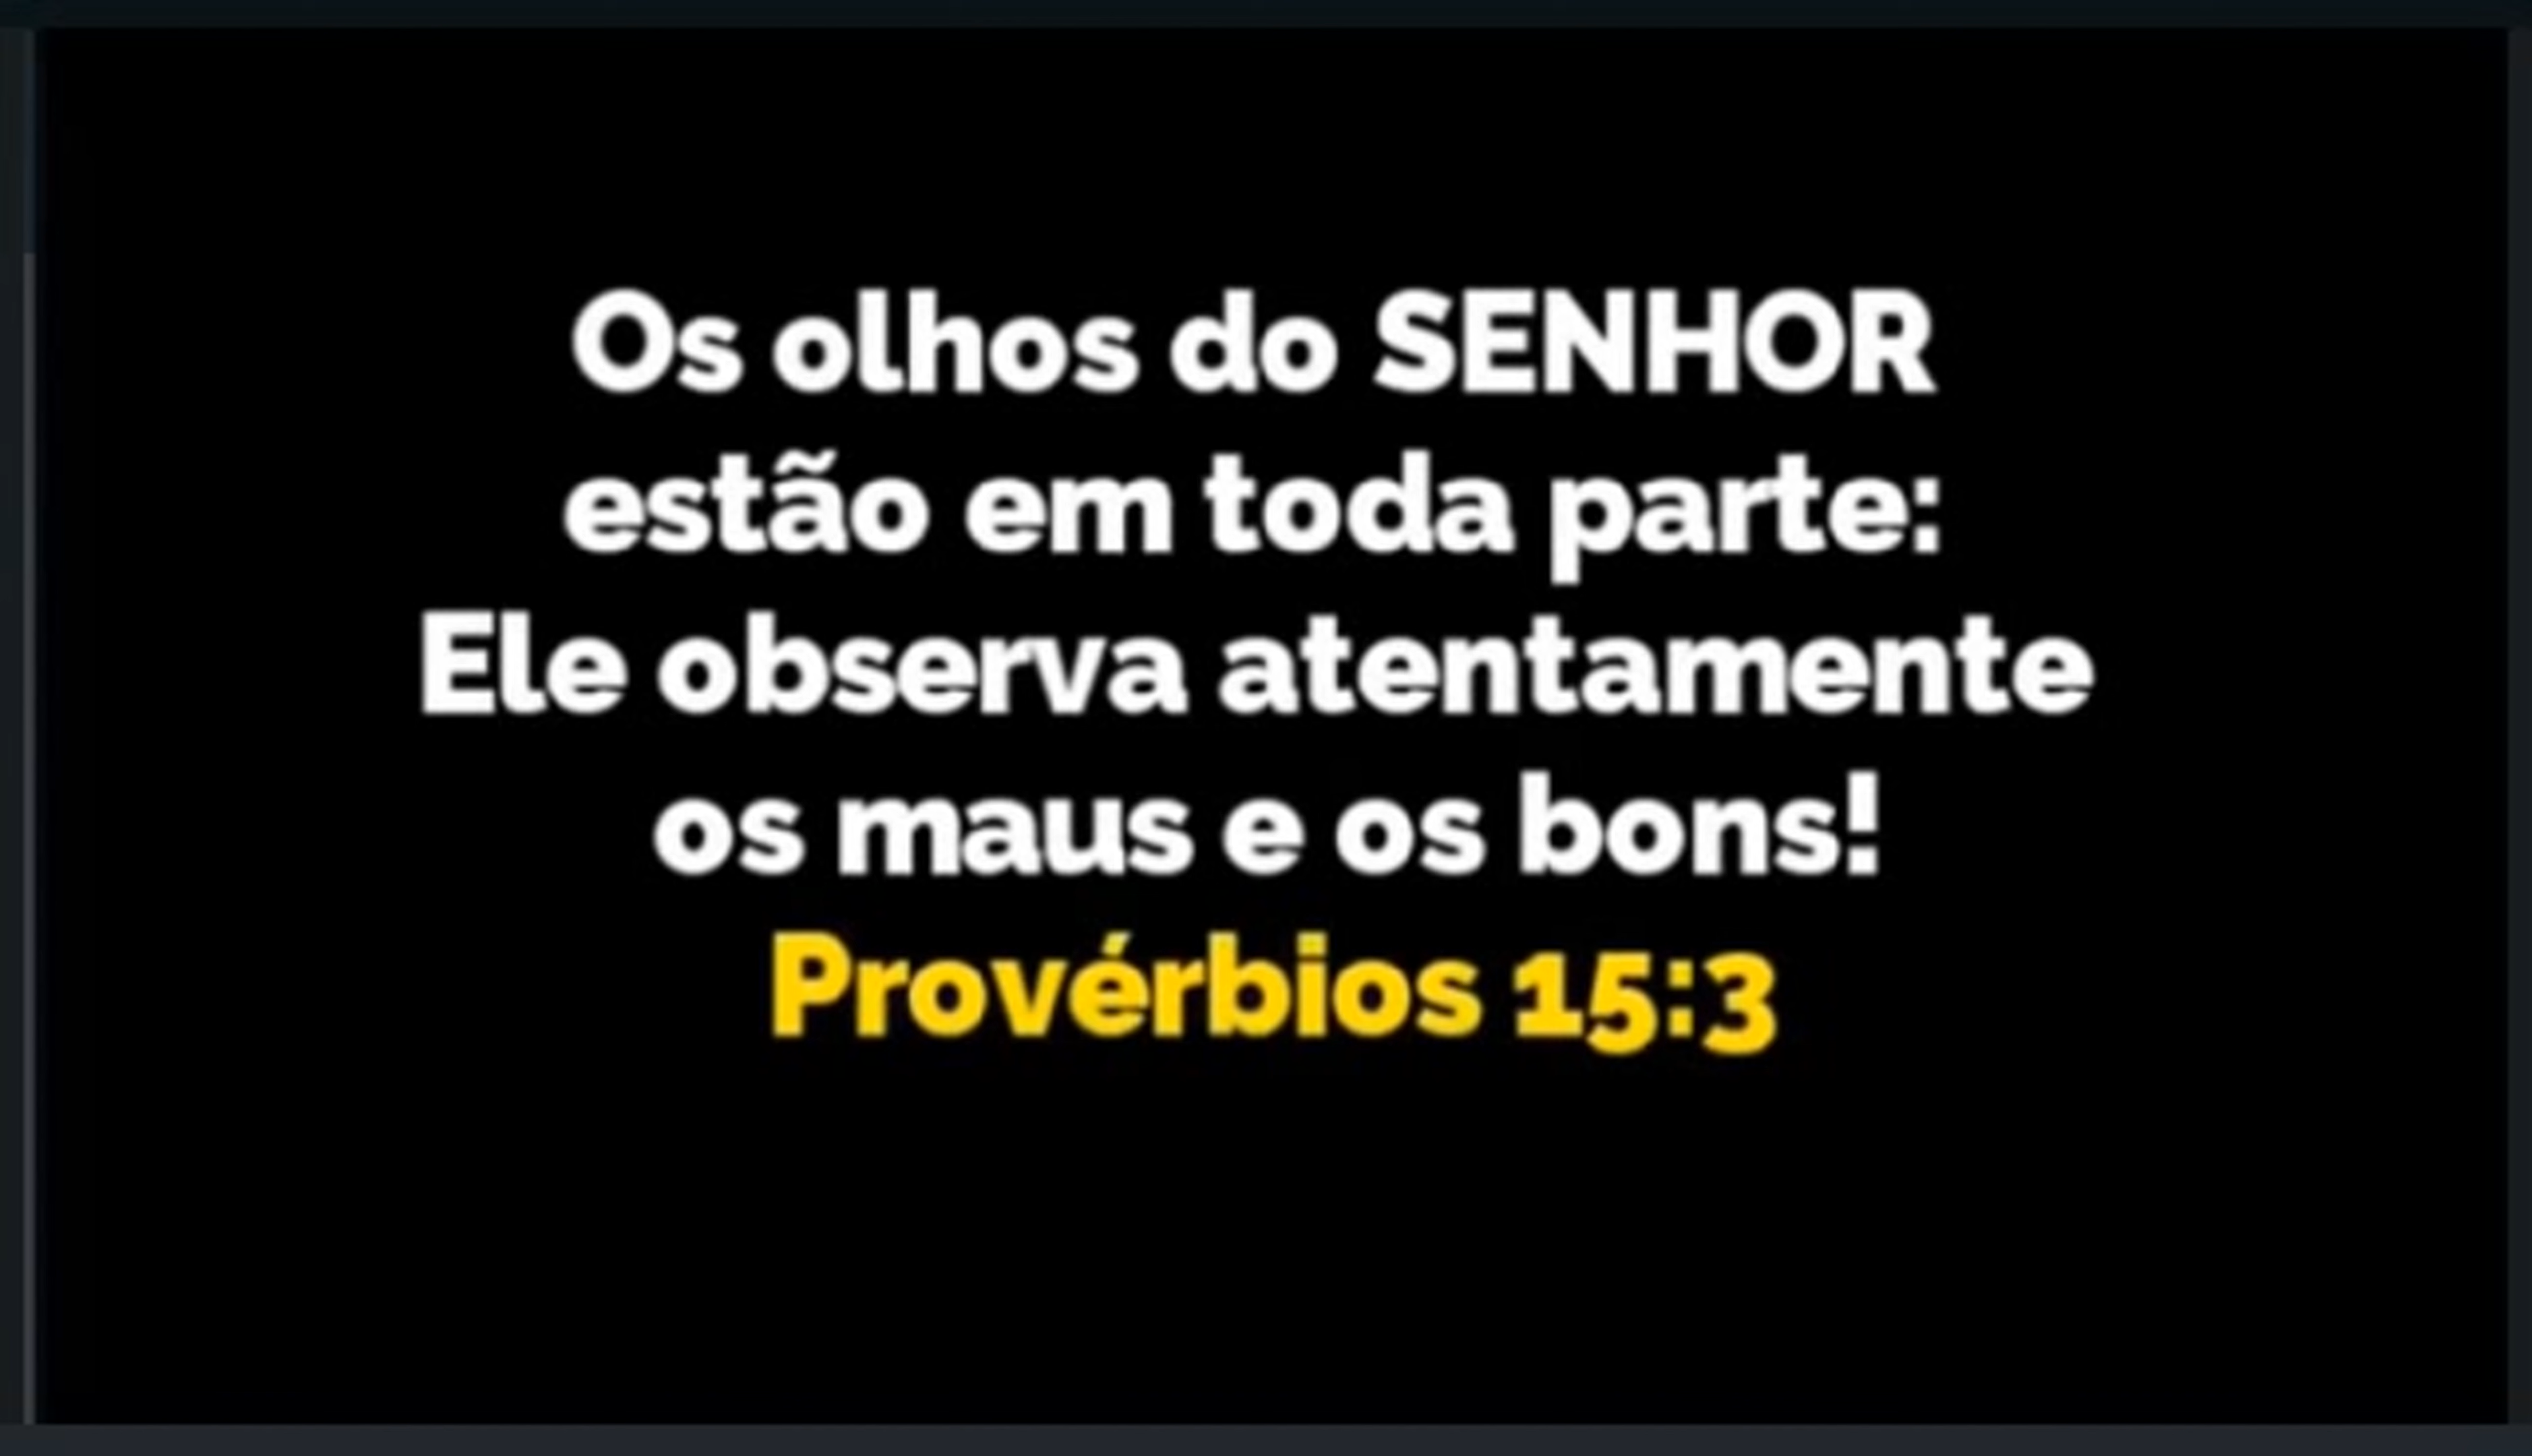 Os olhos do SENHOR
estão em toda parte:
Ele observa atentamente
os maus e os bons!
Provérbios 15:3